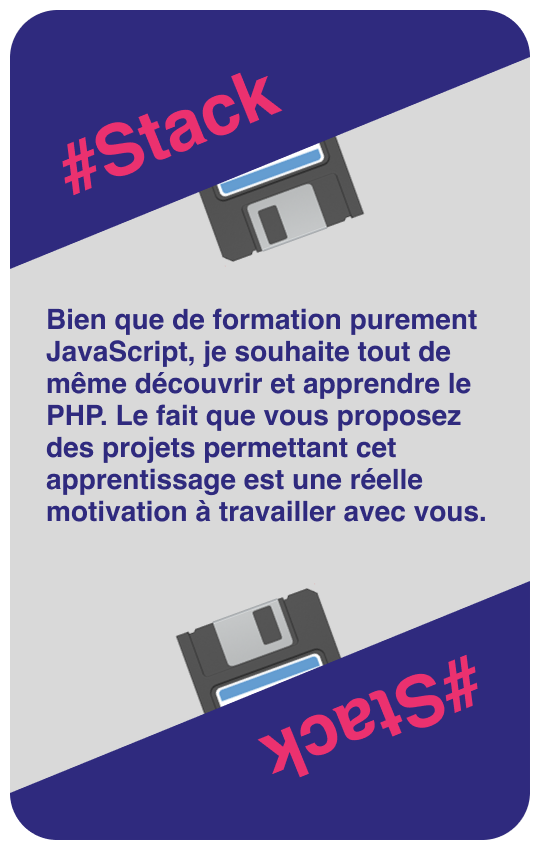 #Stack
Bien que de formation purement
JavaScript, je souhaite tout de
même découvrir et apprendre le
PHP. Le fait que vous proposez
des projets permettant cet
apprentissage est une réelle
motivation à travailler avec vous.
#Stack